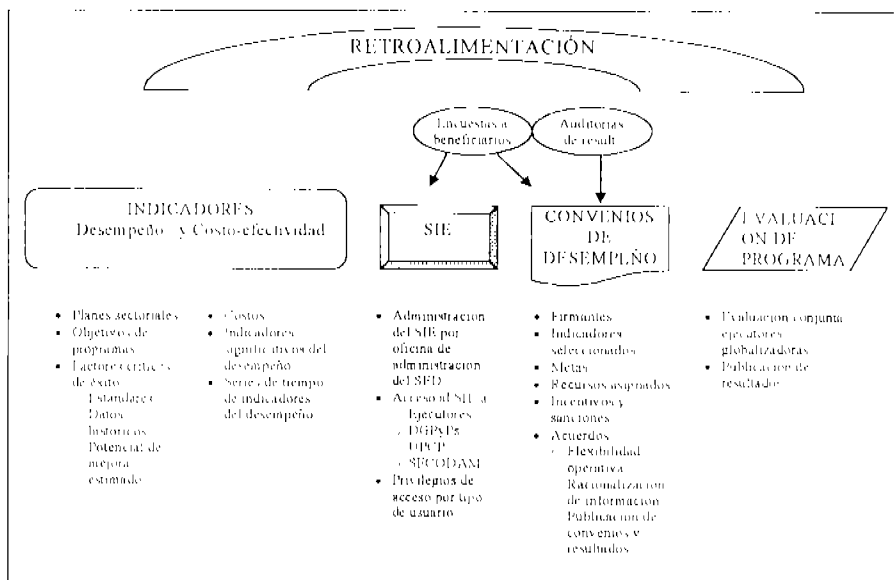 RETROALIMENTACIÓN
Encuestas a
beneficiarios
Auditorias
de result
INDICADORES
Desempeño y Costo-efectividad
SIE
CONVENIOS
DE
DESEMPEÑO
EVALUACI
ON DE
PROGRAMA
• Planes sectoriales
• Objetivos de
programas
• Factores críticos
de éxito
Estándares
Datos
históricos
Potencial de
mejora
estimado
• Costos
• Indicadores
significativos del
desempeño
• Series de tiempo
de indicadores
del desempeño
• Administración
del SIE por
oficina de
administración
del SED
• Acceso al SIE a
Ejecutores
DGPyPs
UPCP
SECODAM
• Privilegios de
acceso por tipo
de usuario
• Firmantes
• Indicadores
seleccionados
• Metas
• Recursos asignados
• Incentivos y
sanciones
• Acuerdos
Flexibilidad
operativa
Racionalización
de información
Publicación de
convenios y
resultados
• Evaluación conjunta
ejecutores
globalizadoras
• Publicación de
resultados